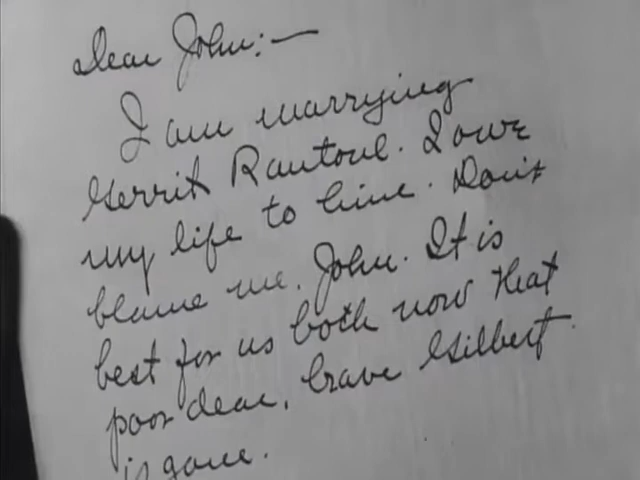 Dear John:—
I am marrying
Gerrit Rantoul. I owe
my life to him. Don't
blame me, John. It is
best for us both now that
poor dear, brave Gilbert
is gone.